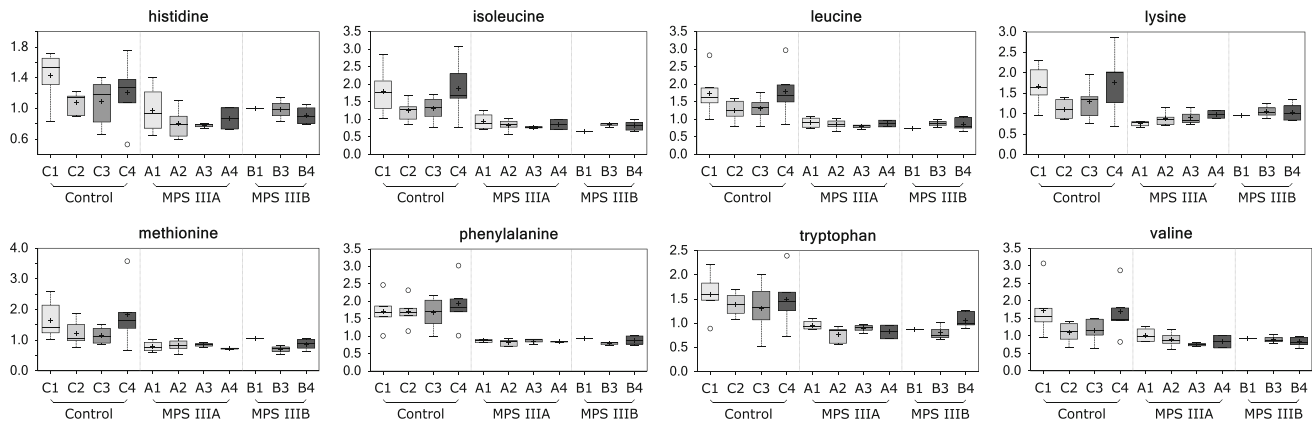 histidine
1.8
1.4
1.0
0.6
C1 C2 C3 C4 A1 A2 A3 A4 B1 B3 B4
Control MPS IIIA MPS IIIB
isoleucine
3.5
3.0
2.5
2.0
1.5
1.0
0.5
0.0
C1 C2 C3 C4 A1 A2 A3 A4 B1 B3 B4
Control MPS IIIA MPS IIIB
leucine
3.5
3.0
2.5
2.0
1.5
1.0
0.5
0.0
C1 C2 C3 C4 A1 A2 A3 A4 B1 B3 B4
Control MPS IIIA MPS IIIB
lysine
3.0
2.5
2.0
1.5
1.0
0.5
0.0
C1 C2 C3 C4 A1 A2 A3 A4 B1 B3 B4
Control MPS IIIA MPS IIIB
methionine
4.0
3.0
2.0
1.0
0.0
C1 C2 C3 C4 A1 A2 A3 A4 B1 B3 B4
Control MPS IIIA MPS IIIB
phenylalanine
3.5
3.0
2.5
2.0
1.5
1.0
0.5
0.0
C1 C2 C3 C4 A1 A2 A3 A4 B1 B3 B4
Control MPS IIIA MPS IIIB
tryptophan
2.5
2.0
1.5
1.0
0.5
0.0
C1 C2 C3 C4 A1 A2 A3 A4 B1 B3 B4
Control MPS IIIA MPS IIIB
valine
3.5
3.0
2.5
2.0
1.5
1.0
0.5
0.0
C1 C2 C3 C4 A1 A2 A3 A4 B1 B3 B4
Control MPS IIIA MPS IIIB